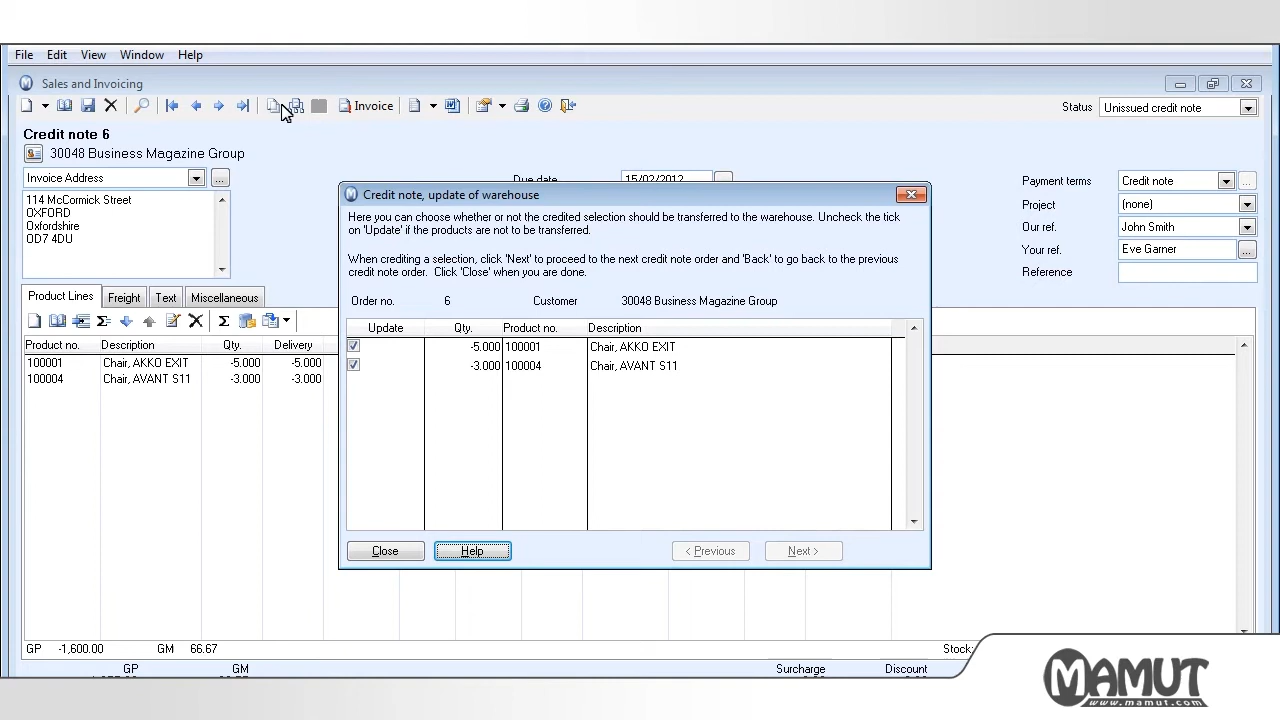 File Edit View Window Help
Sales and Invoicing
Invoice
Status Unissued credit note
Credit note 6
30048 Business Magazine Group
Invoice Address
...
114 McCormick Street
OXFORD
Oxfordshire
OD7 4DU
Due date 15/02/2012
Payment terms Credit note
...
Project (none)
Our ref. John Smith
Your ref. Eve Garner
...
Reference
Product Lines Freight Text Miscellaneous
Product no. Description Qty. Delivery
100001 Chair, AKKO EXIT -5.000 -5.000
100004 Chair, AVANT S11 -3.000 -3.000
Credit note, update of warehouse
Here you can choose whether or not the credited selection should be transferred to the warehouse. Uncheck the tick
on 'Update' if the products are not to be transferred.
When crediting a selection, click 'Next' to proceed to the next credit note order and 'Back' to go back to the previous
credit note order. Click 'Close' when you are done.
Order no. 6 Customer 30048 Business Magazine Group
Update Qty. Product no. Description
-5.000 100001 Chair, AKKO EXIT
-3.000 100004 Chair, AVANT S11
Close Help < Previous Next >
GP -1,600.00 GM 66.67 Stock:
GP GM Surcharge Discount
MAMUT
www.mamut.com